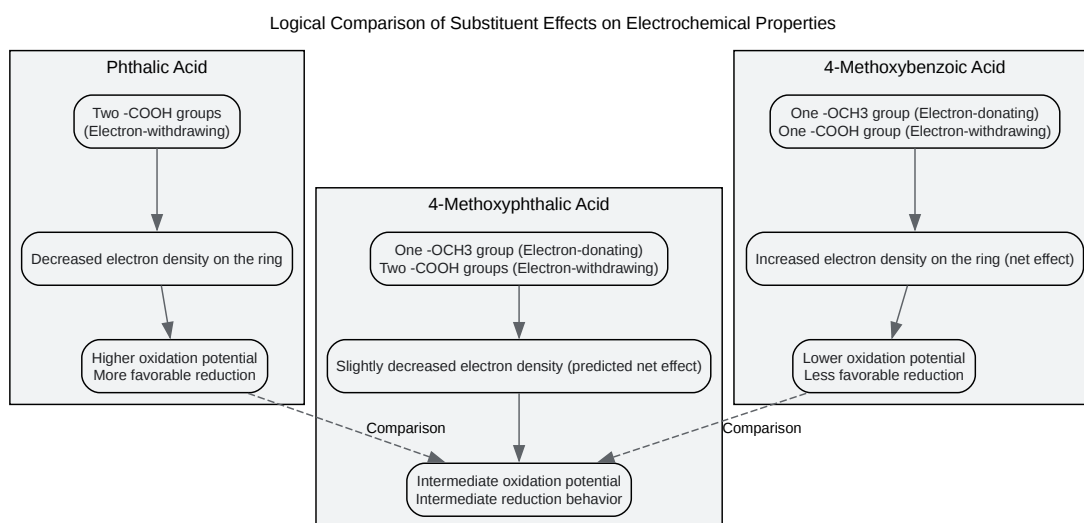 Logical Comparison of Substituent Effects on Electrochemical Properties
Phthalic Acid
Two -COOH groups
(Electron-withdrawing)
Decreased electron density on the ring
Higher oxidation potential
More favorable reduction
4-Methoxyphthalic Acid
One -OCH3 group (Electron-donating)
Two -COOH groups (Electron-withdrawing)
Slightly decreased electron density (predicted net effect)
Intermediate oxidation potential
Intermediate reduction behavior
4-Methoxybenzoic Acid
One -OCH3 group (Electron-donating)
One -COOH group (Electron-withdrawing)
Increased electron density on the ring (net effect)
Lower oxidation potential
Less favorable reduction
Comparison
Comparison